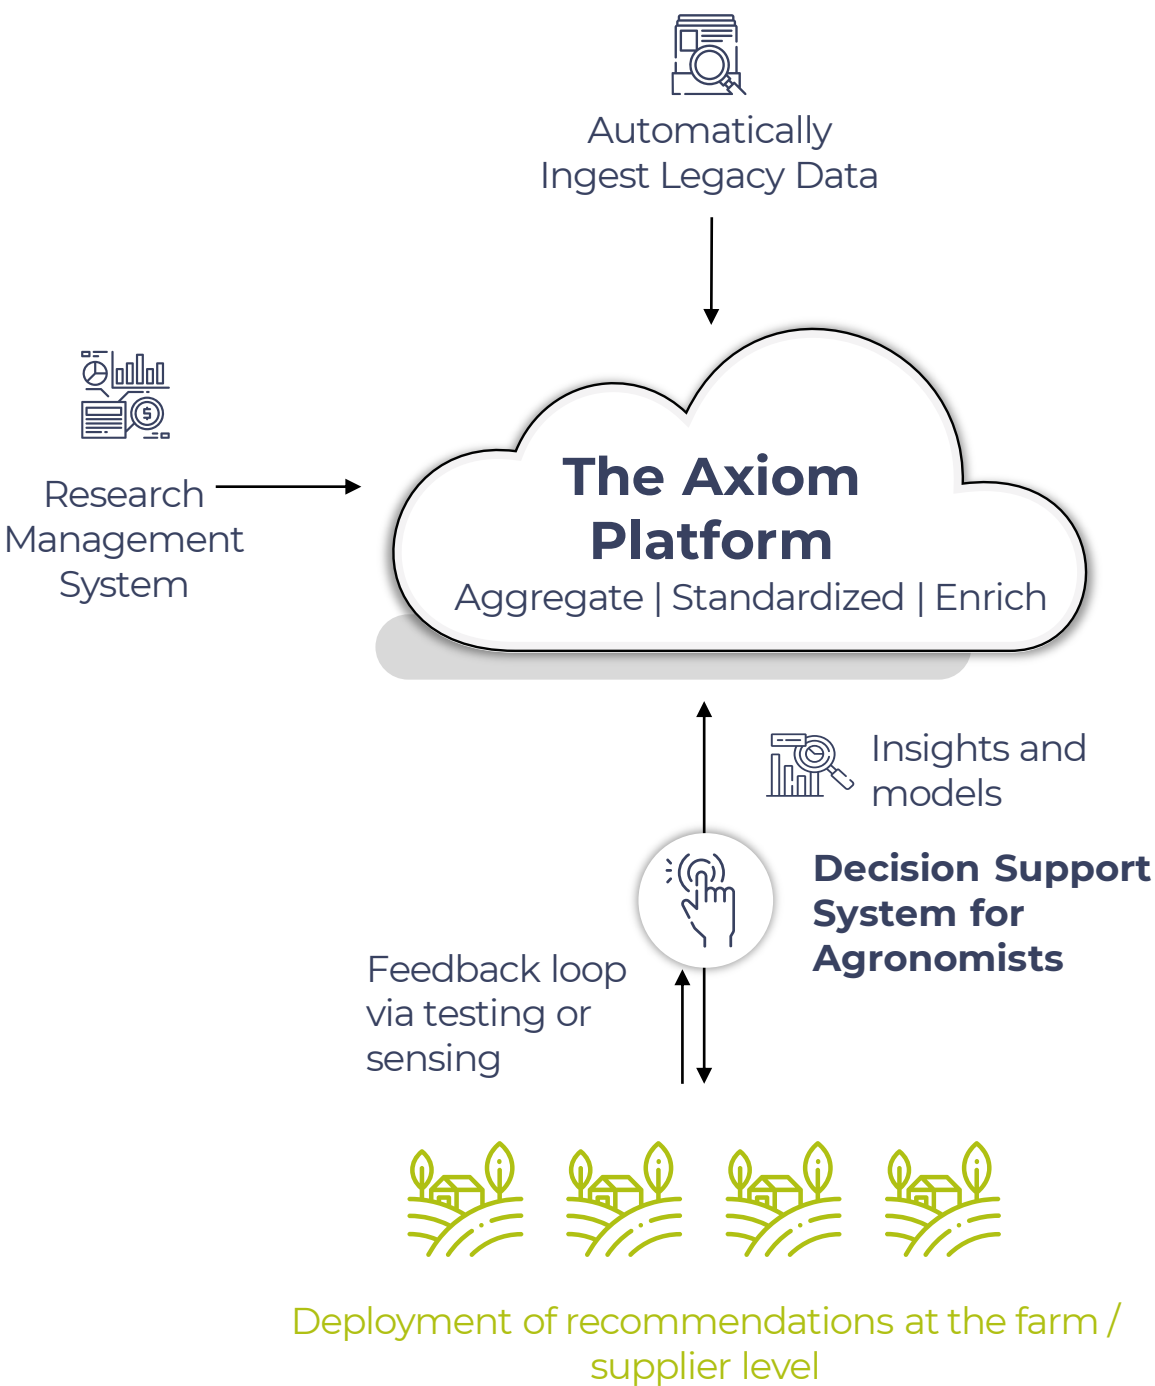 Automatically
Ingest Legacy Data
Research
Management
System
The Axiom
Platform
Aggregate | Standardized | Enrich
Insights and
models
Decision Support
System for
Agronomists
Feedback loop
via testing or
sensing
Deployment of recommendations at the farm /
supplier level